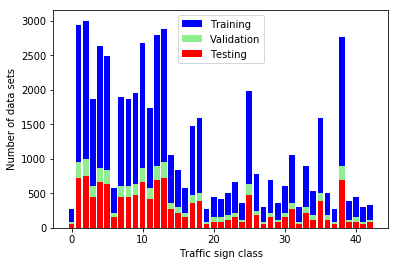 3000
2500
2000
1500
1000
500
0
Number of data sets
Training
Validation
Testing
0 10 20 30 40
Traffic sign class